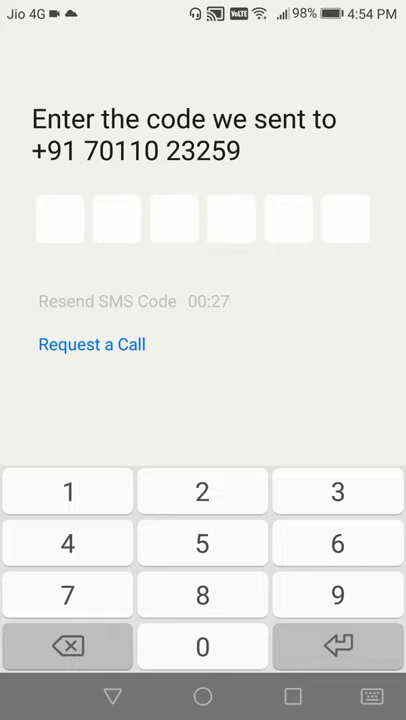 Jio 4G VoLTE 98% 4:54 PM
Enter the code we sent to
+91 70110 23259
Resend SMS Code 00:27
Request a Call
1 2 3
4 5 6
7 8 9
0